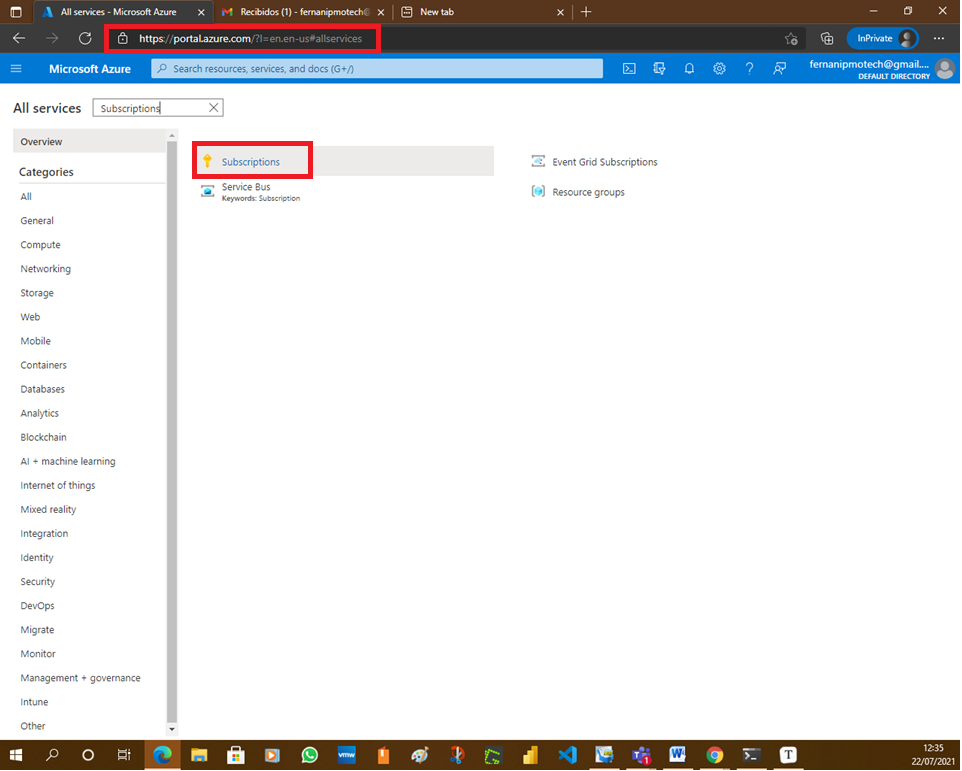 All services - Microsoft Azure
Recibidos (1) - fernanipmotech@
New tab
https://portal.azure.com/?l=en.en-us#allservices
InPrivate
Microsoft Azure
Search resources, services, and docs (G+/)
fernanipmotech@gmail....
DEFAULT DIRECTORY
All services
Subscriptions
Overview
Categories
All
General
Compute
Networking
Storage
Web
Mobile
Containers
Databases
Analytics
Blockchain
AI + machine learning
Internet of things
Mixed reality
Integration
Identity
Security
DevOps
Migrate
Monitor
Management + governance
Intune
Other
Subscriptions
Service Bus
Keywords: Subscription
Event Grid Subscriptions
Resource groups
vmw
1
W
T
12:35
22/07/2021